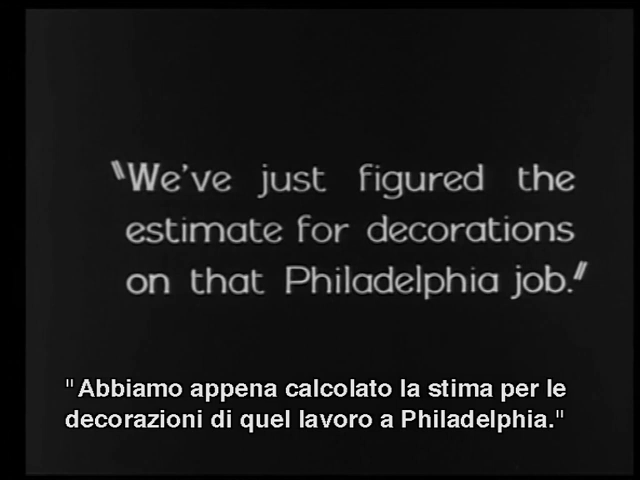 "We've just figured the
estimate for decorations
on that Philadelphia job."
"Abbiamo appena calcolato la stima per le
decorazioni di quel lavoro a Philadelphia."